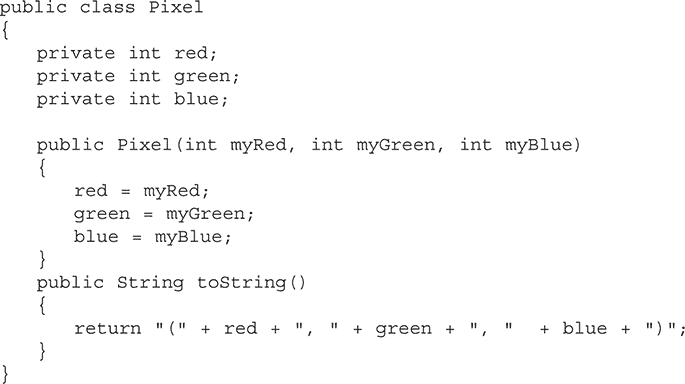 public class Pixel
{
    private int red;
    private int green;
    private int blue;

    public Pixel(int myRed, int myGreen, int myBlue)
    {
        red = myRed;
        green = myGreen;
        blue = myBlue;
    }
    public String toString()
    {
        return "(" + red + ", " + green + ", "  + blue + ")";
    }
}